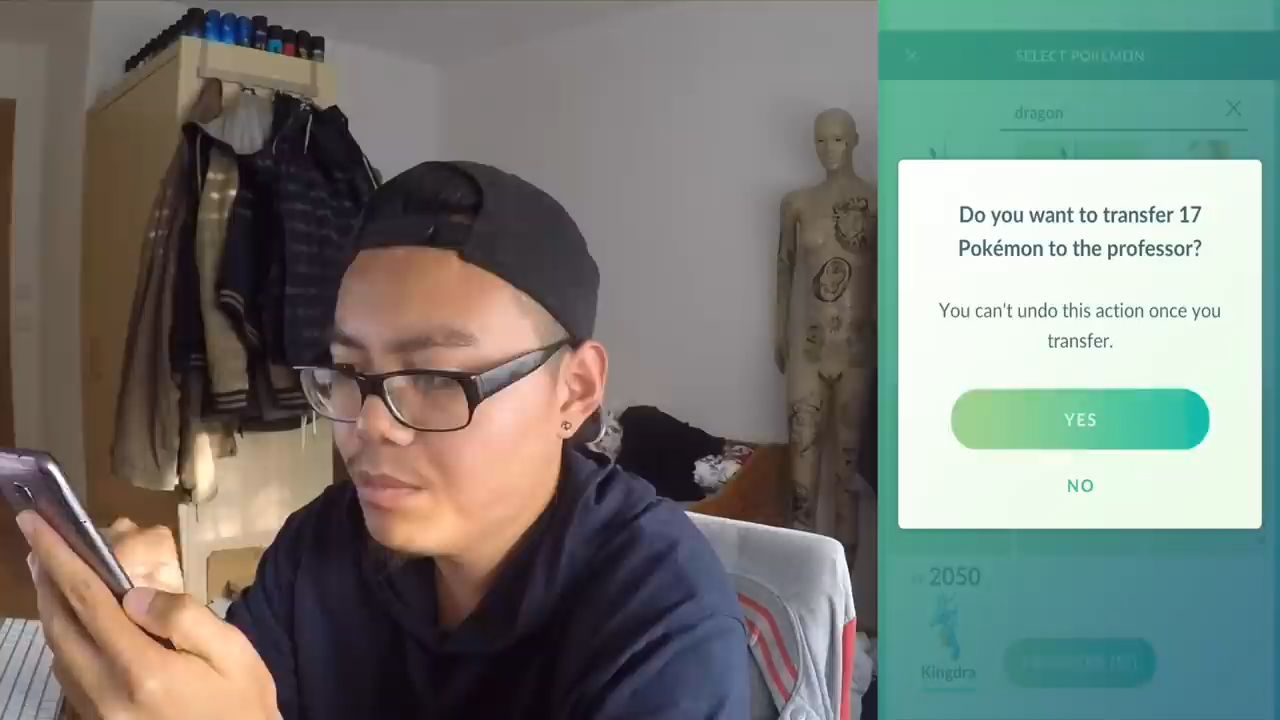 SELECT POKÉMON
dragon
Do you want to transfer 17
Pokémon to the professor?
You can't undo this action once you
transfer.
YES
NO
CP 2050
Kingdra